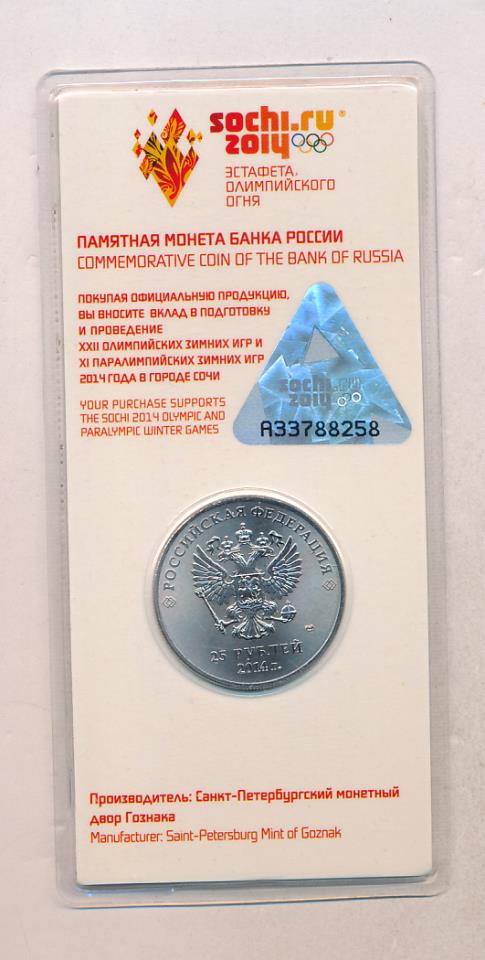 sochi.ru
2014
ЭСТАФЕТА
ОЛИМПИЙСКОГО
ОГНЯ
ПАМЯТНАЯ МОНЕТА БАНКА РОССИИ
COMMEMORATIVE COIN OF THE BANK OF RUSSIA
ПОКУПАЯ ОФИЦИАЛЬНУЮ ПРОДУКЦИЮ,
ВЫ ВНОСИТЕ ВКЛАД В ПОДГОТОВКУ
И ПРОВЕДЕНИЕ
XXII ОЛИМПИЙСКИХ ЗИМНИХ ИГР И
XI ПАРАЛИМПИЙСКИХ ЗИМНИХ ИГР
2014 ГОДА В ГОРОДЕ СОЧИ
YOUR PURCHASE SUPPORTS
THE SOCHI 2014 OLYMPIC AND
PARALYMPIC WINTER GAMES
sochi.ru
2014
A33788258
РОССИЙСКАЯ ФЕДЕРАЦИЯ
25 РУБЛЕЙ
2014 г.
Производитель: Санкт-Петербургский монетный
двор Гознака
Manufacturer: Saint-Petersburg Mint of Goznak